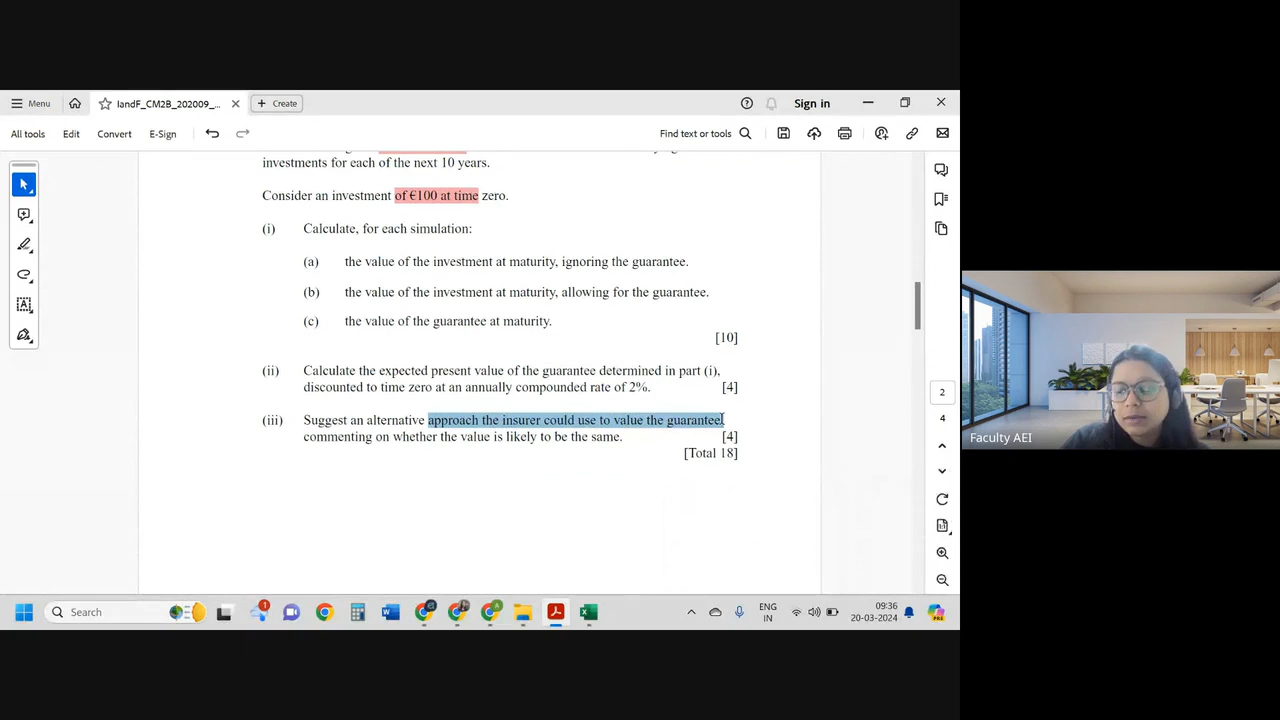 Menu
IandF_CM2B_202009_...
Create
Sign in
All tools
Edit
Convert
E-Sign
Find text or tools
investments for each of the next 10 years.
Consider an investment of €100 at time zero.
(i) Calculate, for each simulation:
(a) the value of the investment at maturity, ignoring the guarantee.
(b) the value of the investment at maturity, allowing for the guarantee.
(c) the value of the guarantee at maturity.
[10]
(ii) Calculate the expected present value of the guarantee determined in part (i),
discounted to time zero at an annually compounded rate of 2%. [4]
(iii) Suggest an alternative approach the insurer could use to value the guarantee,
commenting on whether the value is likely to be the same. [4]
[Total 18]
2
4
Faculty AEI
Search
1
ENG
IN
09:36
20-03-2024